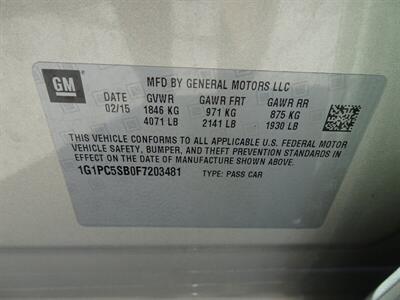 GM
MFD BY GENERAL MOTORS LLC
DATE GVWR GAWR FRT GAWR RR
02/15 1846 KG 971 KG 875 KG
4071 LB 2141 LB 1930 LB
THIS VEHICLE CONFORMS TO ALL APPLICABLE U.S. FEDERAL MOTOR
VEHICLE SAFETY, BUMPER, AND THEFT PREVENTION STANDARDS IN
EFFECT ON THE DATE OF MANUFACTURE SHOWN ABOVE.
1G1PC5SB0F7203481 TYPE: PASS CAR